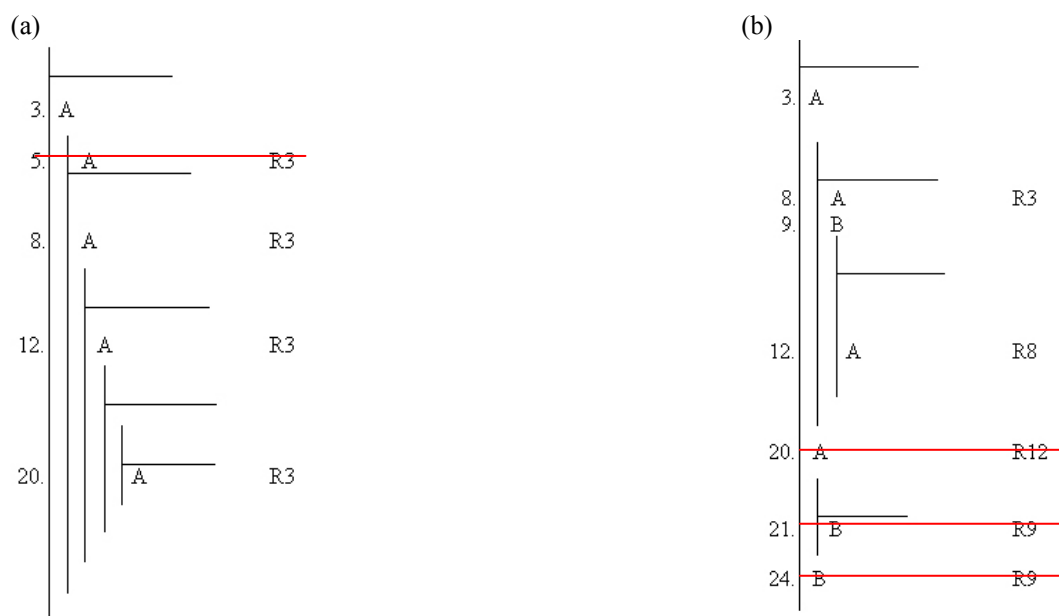 (a)
3. A
5. A R3
8. A R3
12. A R3
20. A R3
(b)
3. A
8. A R3
9. B
12. A R8
20. A R12
21. B R9
24. B R9